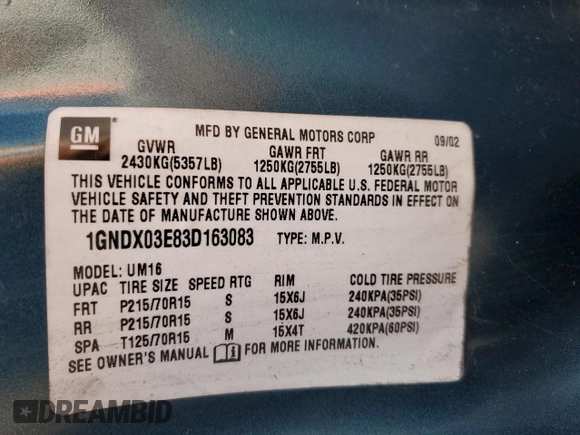 GM
MFD BY GENERAL MOTORS CORP 09/02
GVWR GAWR FRT GAWR RR
2430KG(5357LB) 1250KG(2755LB) 1250KG(2755LB)
THIS VEHICLE CONFORMS TO ALL APPLICABLE U.S. FEDERAL MOTOR
VEHICLE SAFETY AND THEFT PREVENTION STANDARDS IN EFFECT ON
THE DATE OF MANUFACTURE SHOWN ABOVE.
1GNDX03E83D163083 TYPE: M.P.V.
MODEL: UM16
UPAC TIRE SIZE SPEED RTG RIM COLD TIRE PRESSURE
FRT P215/70R15 S 15X6J 240KPA(35PSI)
RR P215/70R15 S 15X6J 240KPA(35PSI)
SPA T125/70R15 M 15X4T 420KPA(60PSI)
SEE OWNER'S MANUAL FOR MORE INFORMATION.
DREAMBID